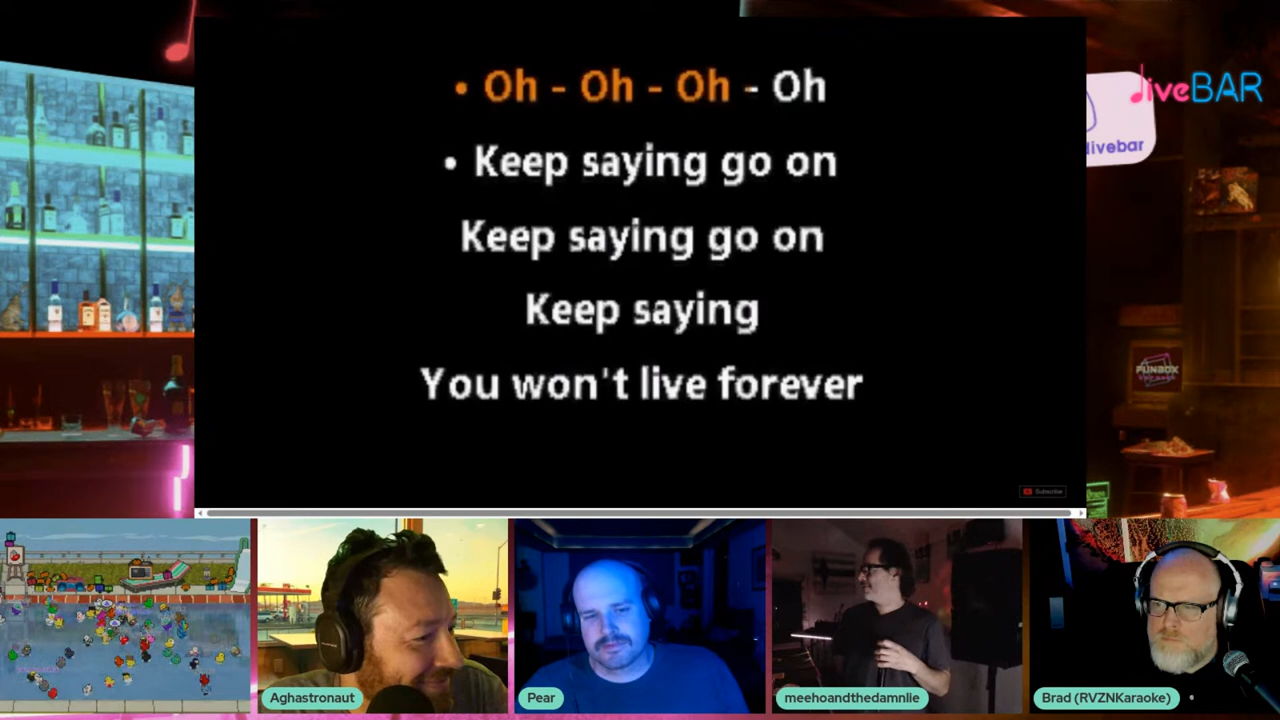 • Oh - Oh - Oh - Oh
• Keep saying go on
Keep saying go on
Keep saying
You won't live forever
Subscribe
liveBAR
livebar
FUNBOX
Aghastronaut
Pear
meehoandthedamnlie
Brad (RVZNKaraoke)